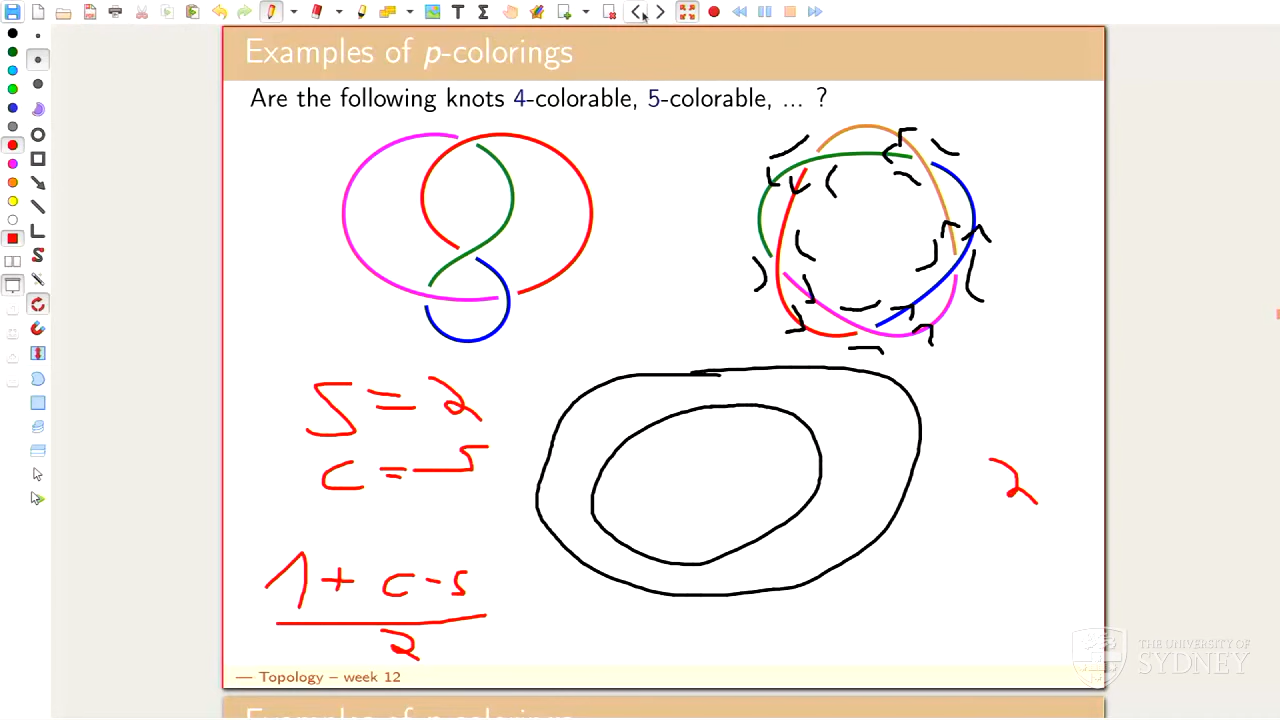 Examples of p-colorings
Are the following knots 4-colorable, 5-colorable, ... ?
S = 2
c = 5
2
1 + c - s
2
— Topology – week 12
THE UNIVERSITY OF
SYDNEY